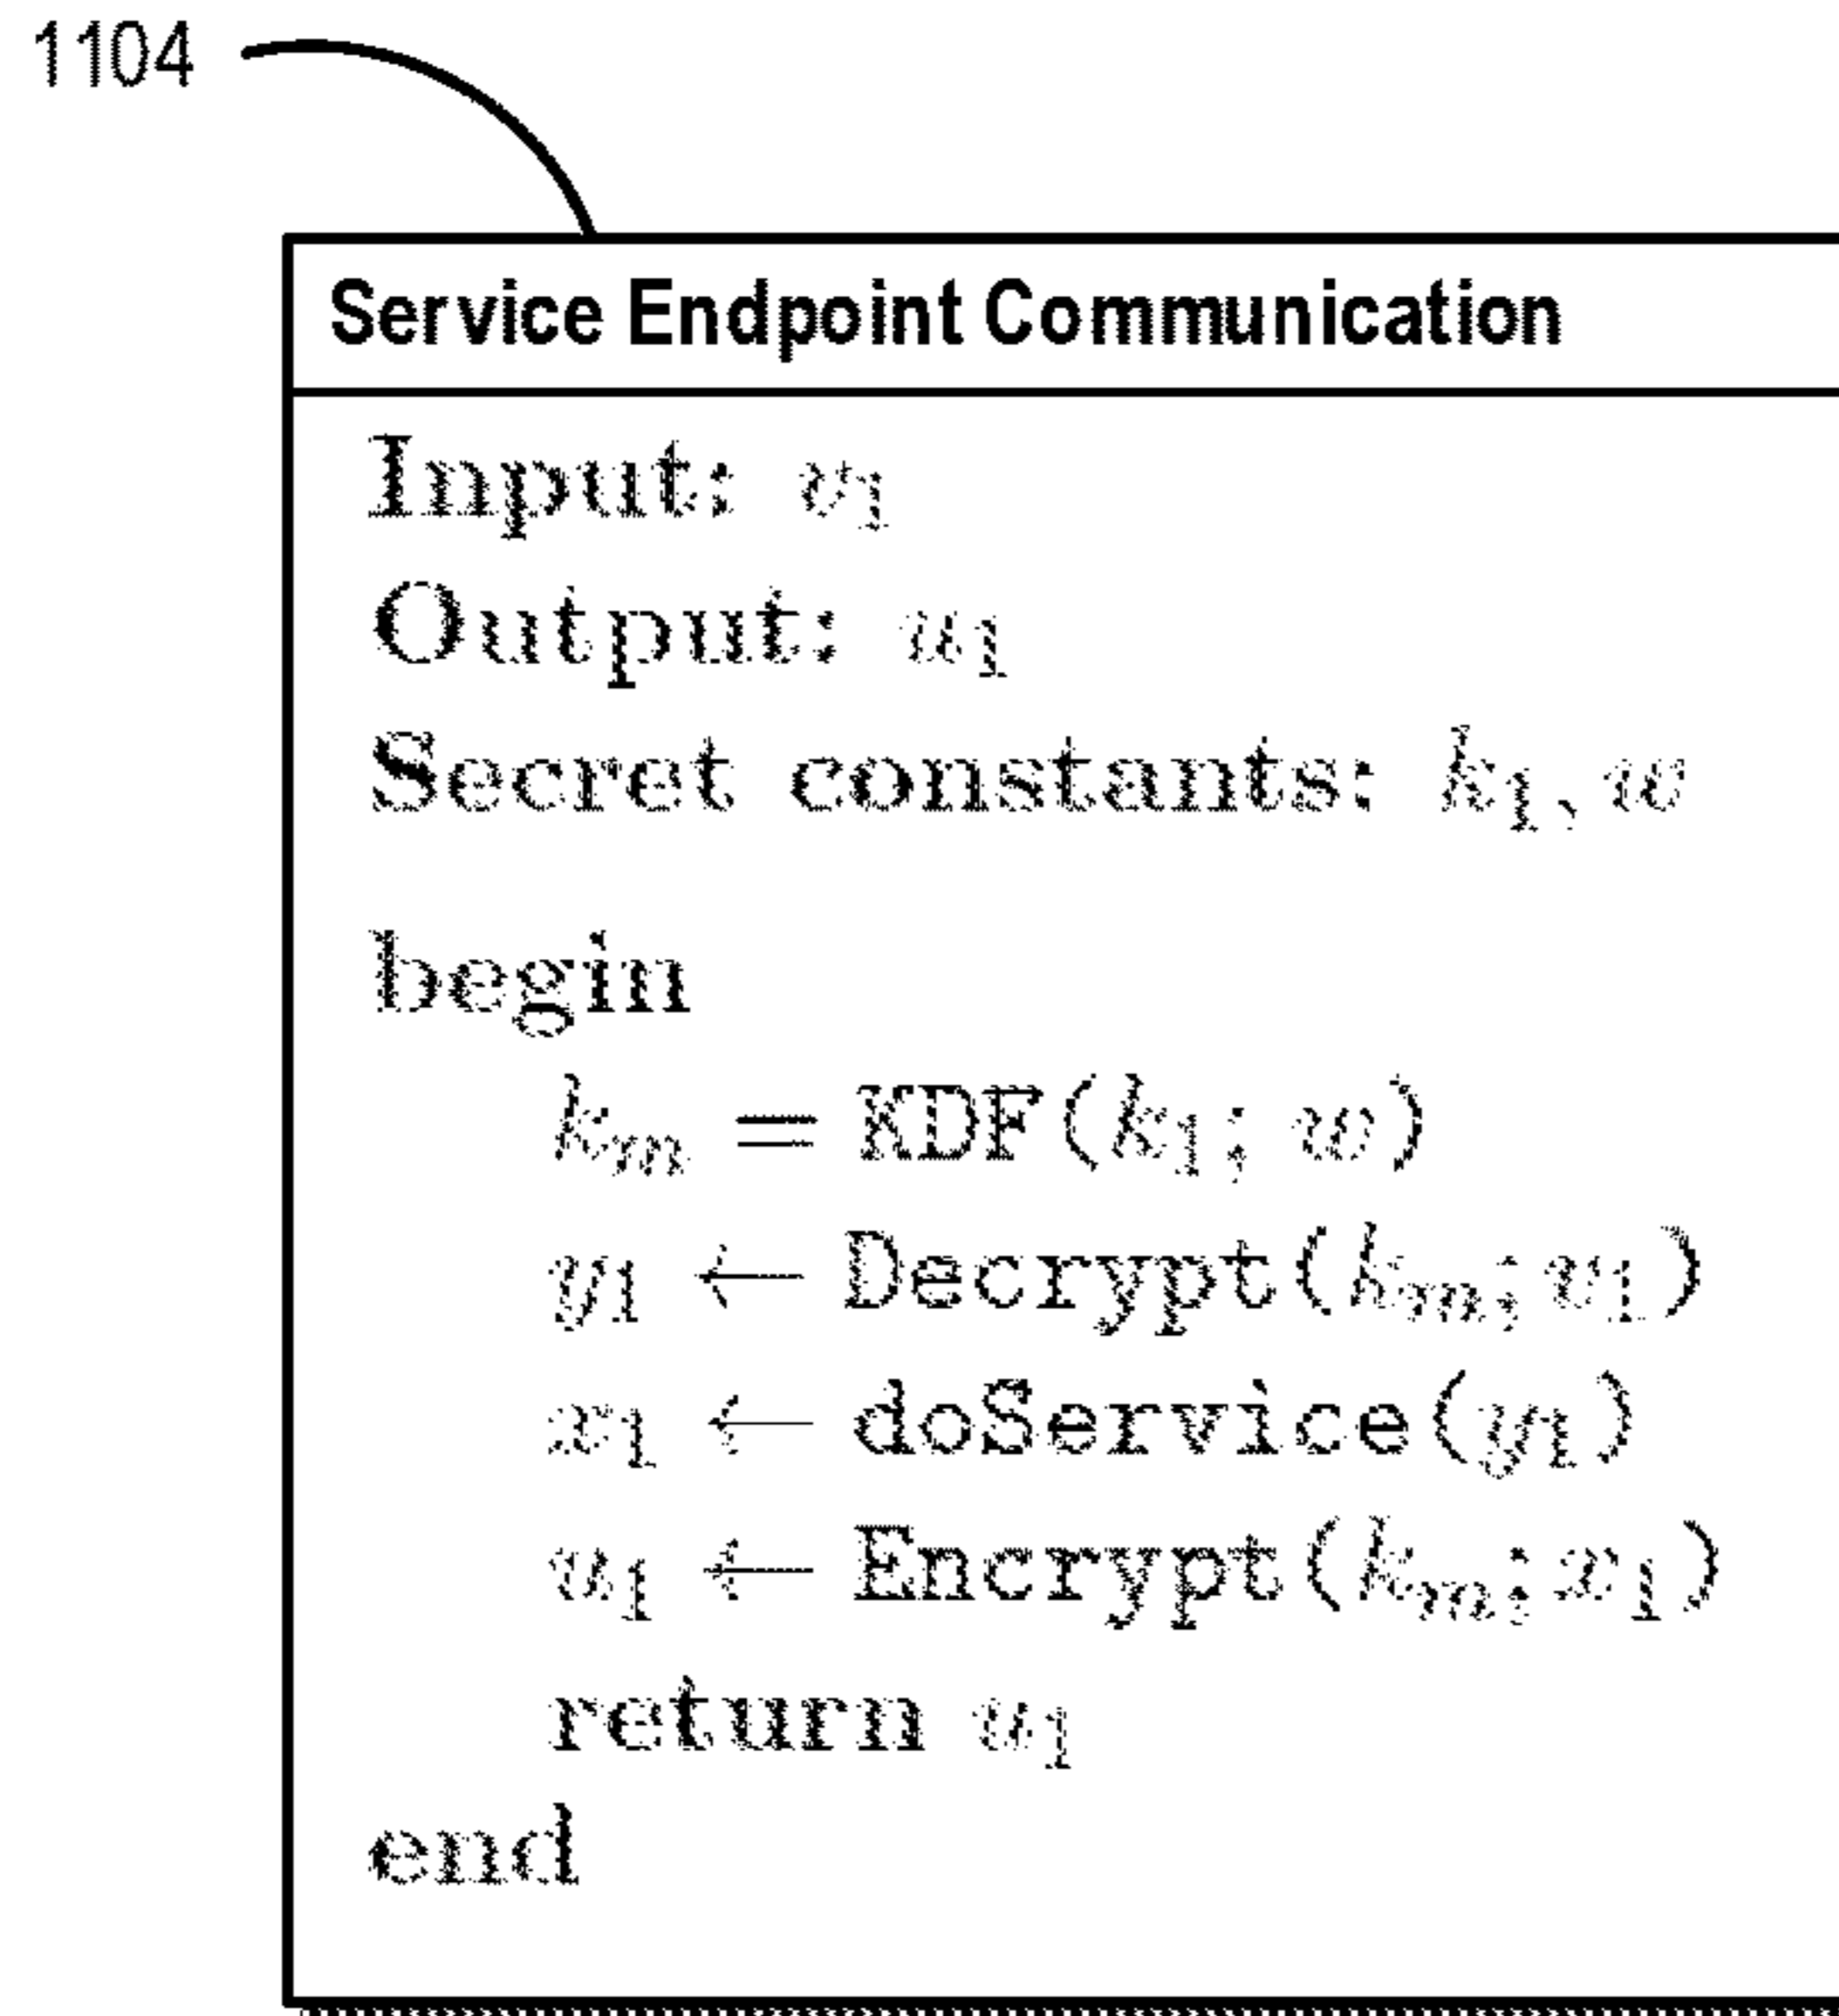 1104
Service Endpoint Communication
Input: v₁
Output: u₁
Secret constants: k₁, w
begin
kₘ = KDF(k₁; w)
y₁ ← Decrypt(kₘ; v₁)
x₁ ← doService(y₁)
u₁ ← Encrypt(kₘ; x₁)
return u₁
end